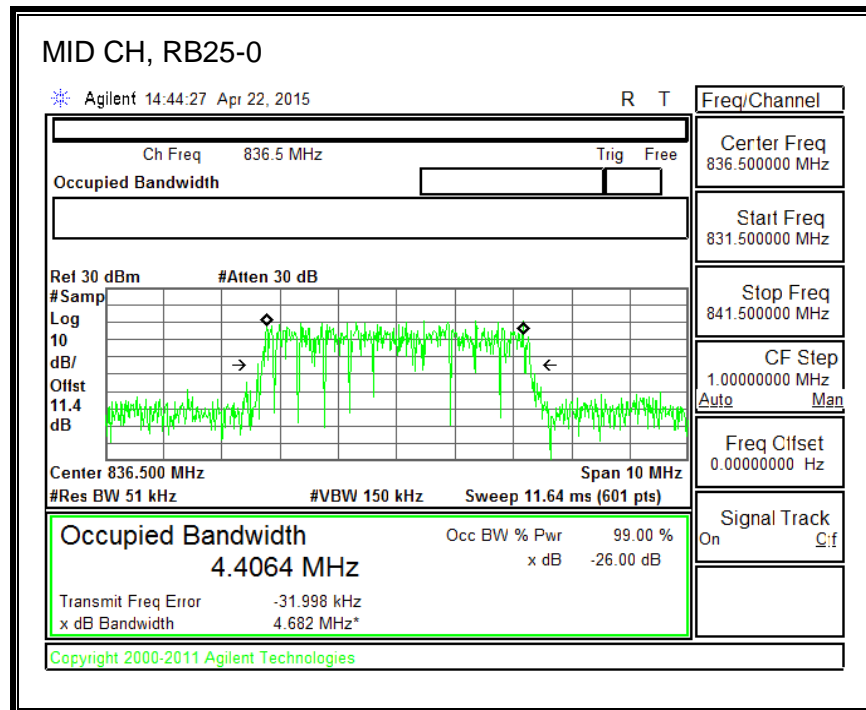 MID CH, RB25-0
Agilent 14:44:27 Apr 22, 2015 R T
Freq/Channel
Ch Freq 836.5 MHz Trig Free
Occupied Bandwidth
Center Freq
836.500000 MHz
Start Freq
831.500000 MHz
Stop Freq
841.500000 MHz
CF Step
1.00000000 MHz
Auto Man
Freq Offset
0.00000000 Hz
Signal Track
On Off
Ref 30 dBm #Atten 30 dB
#Samp
Log
10
dB/
Offst
11.4
dB
Center 836.500 MHz Span 10 MHz
#Res BW 51 kHz #VBW 150 kHz Sweep 11.64 ms (601 pts)
Occupied Bandwidth
4.4064 MHz
Occ BW % Pwr 99.00 %
x dB -26.00 dB
Transmit Freq Error -31.998 kHz
x dB Bandwidth 4.682 MHz*
Copyright 2000-2011 Agilent Technologies